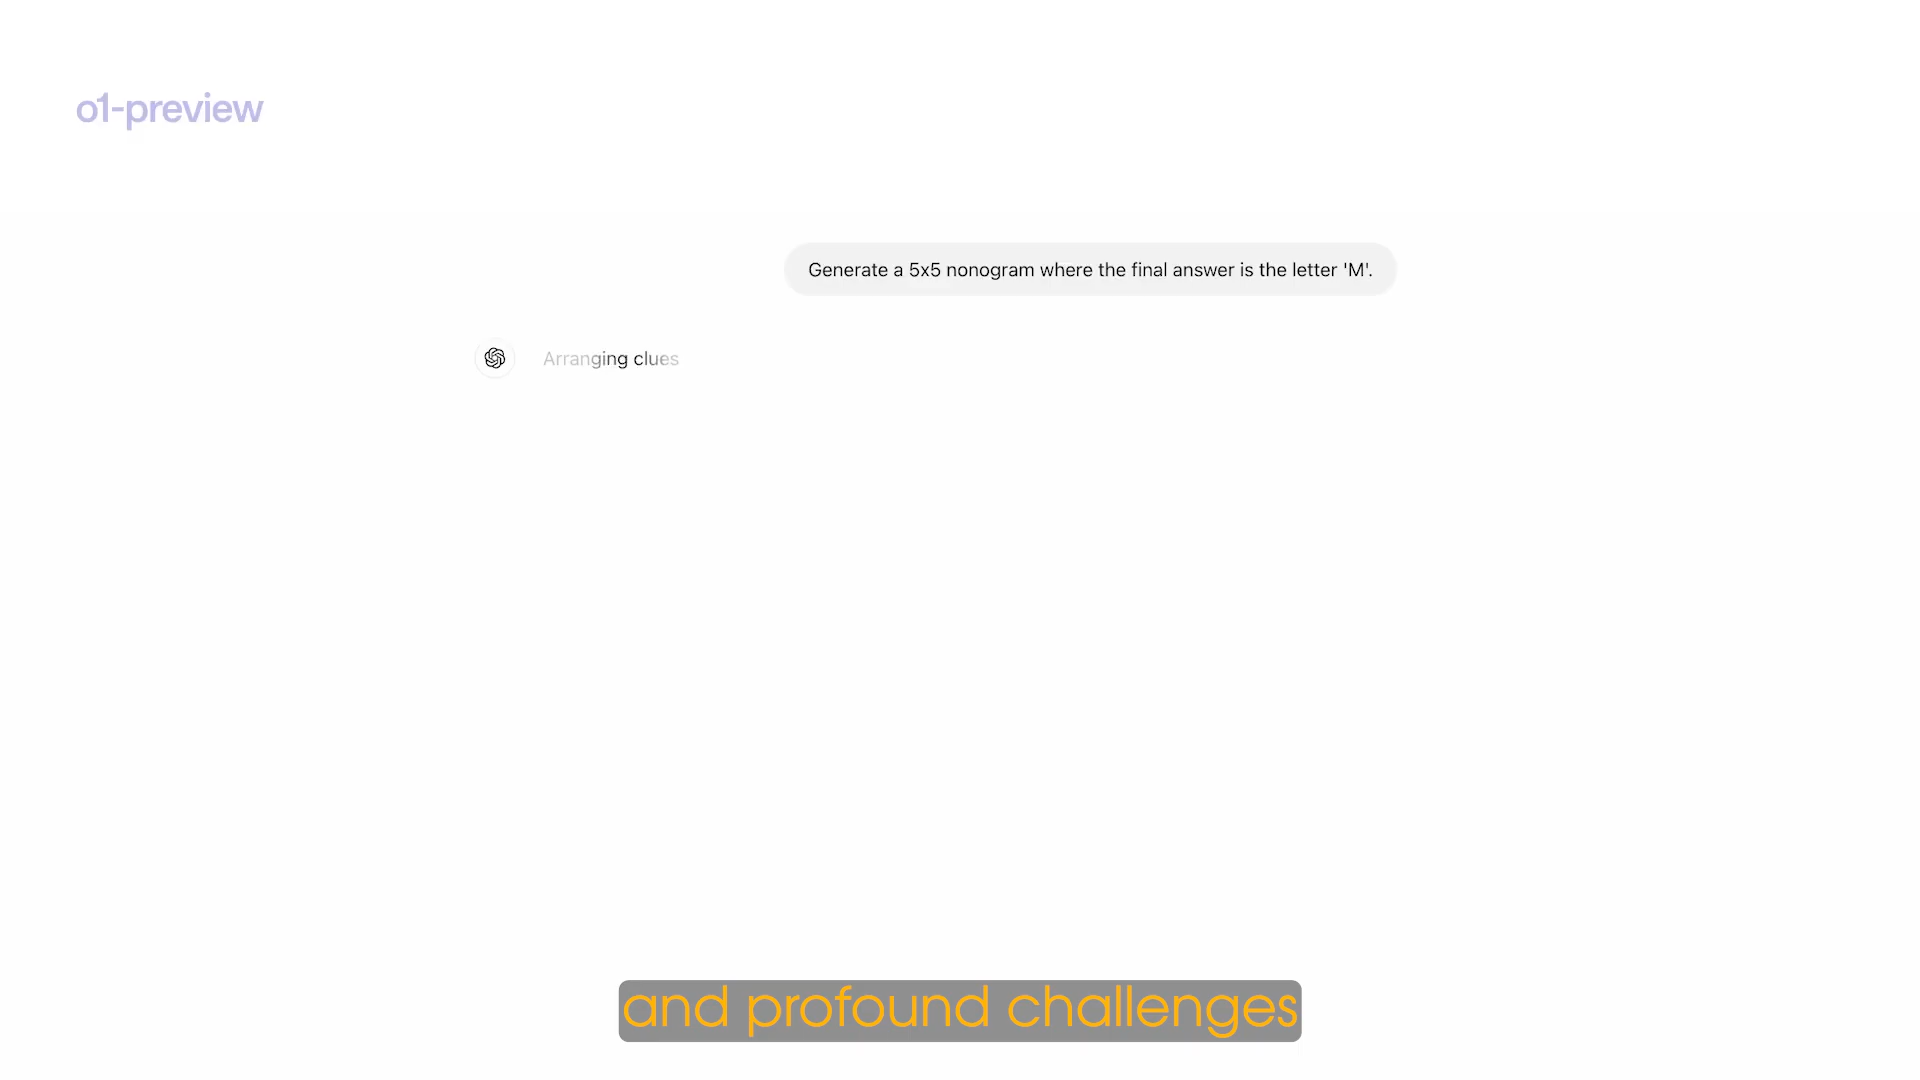 o1-preview
Generate a 5x5 nonogram where the final answer is the letter 'M'.
Arranging clues
and profound challenges